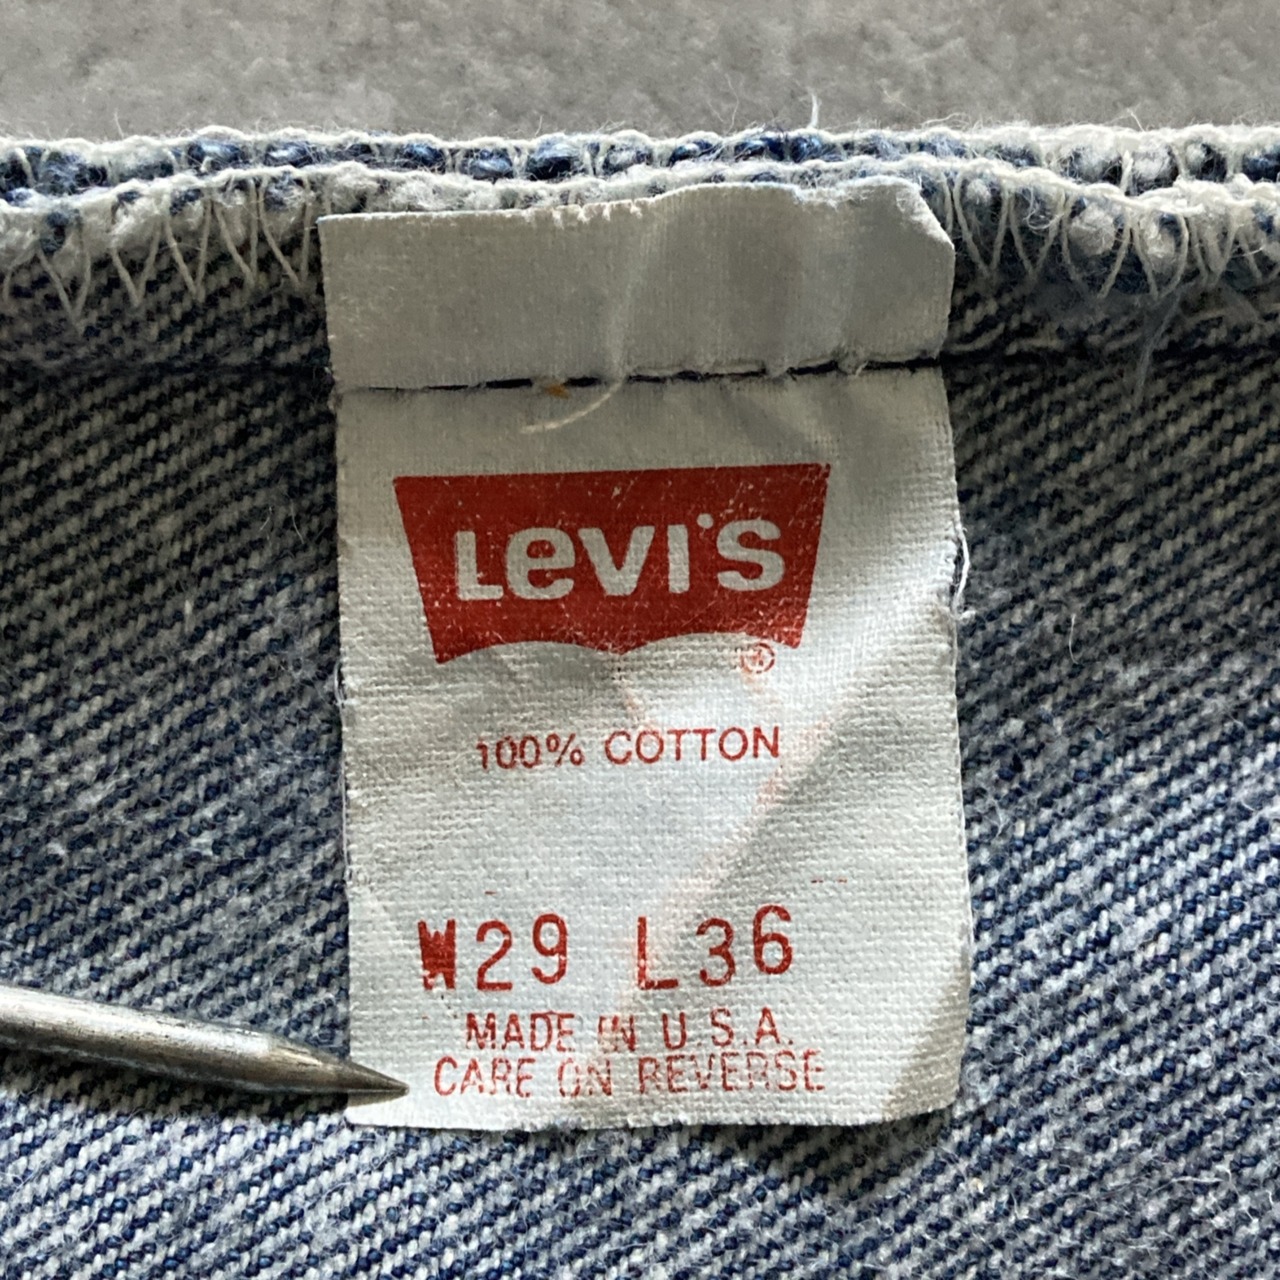 Levi's
®
100% COTTON
W29 L36
MADE IN U.S.A.
CARE ON REVERSE